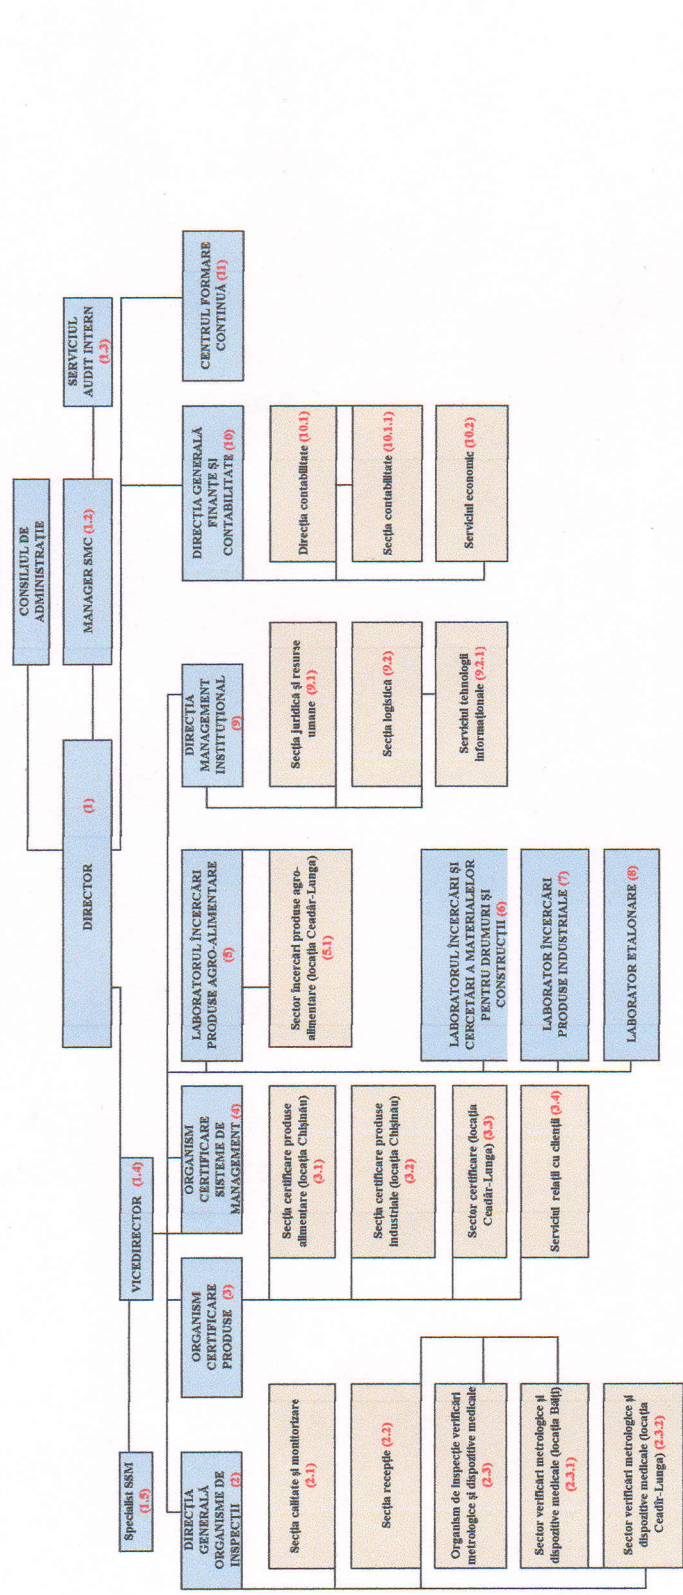 CONSILIUL DE
ADMINISTRAȚIE
DIRECTOR (1)
MANAGER SMC (1.2)
SERVICIUL
AUDIT INTERN
(1.3)
Specialist SSM
(1.5)
VICEDIRECTOR (1.4)
DIRECȚIA
GENERALĂ
ORGANISME DE
INSPECȚII (2)
Secția calitate și monitorizare
(2.1)
Secția recepție (2.2)
Organism de inspecție verificări
metrologice și dispozitive medicale
(2.3)
Sector verificări metrologice și
dispozitive medicale (locația Bălți)
(2.3.1)
Sector verificări metrologice și
dispozitive medicale (locația
Ceadîr-Lunga) (2.3.2)
ORGANISM
CERTIFICARE
PRODUSE (3)
ORGANISM
CERTIFICARE
SISTEME DE
MANAGEMENT (4)
Secția certificare produse
alimentare (locația Chișinău)
(3.1)
Secția certificare produse
Industriale (locația Chișinău)
(3.2)
Sector certificare (locația
Ceadâr-Lunga) (3.3)
Serviciul relații cu clienții (3.4)
LABORATORUL ÎNCERCĂRI
PRODUSE AGRO-ALIMENTARE
(5)
Sector încercări produse agro-
alimentare (locația Ceadâr-Lunga)
(5.1)
LABORATORUL ÎNCERCĂRI ȘI
CERCETĂRI A MATERIALELOR
PENTRU DRUMURI ȘI
CONSTRUCȚII (6)
LABORATOR ÎNCERCĂRI
PRODUSE INDUSTRIALE (7)
LABORATOR ETALONARE (8)
DIRECȚIA
MANAGEMENT
INSTITUȚIONAL
(9)
Secția juridică și resurse
umane (9.1)
Secția logistică (9.2)
Serviciul tehnologii
Informaționale (9.2.1)
DIRECȚIA GENERALĂ
FINANȚE ȘI
CONTABILITATE (10)
Direcția contabilitate (10.1)
Secția contabilitate (10.1.1)
Serviciul economic (10.2)
CENTRUL FORMARE
CONTINUĂ (11)